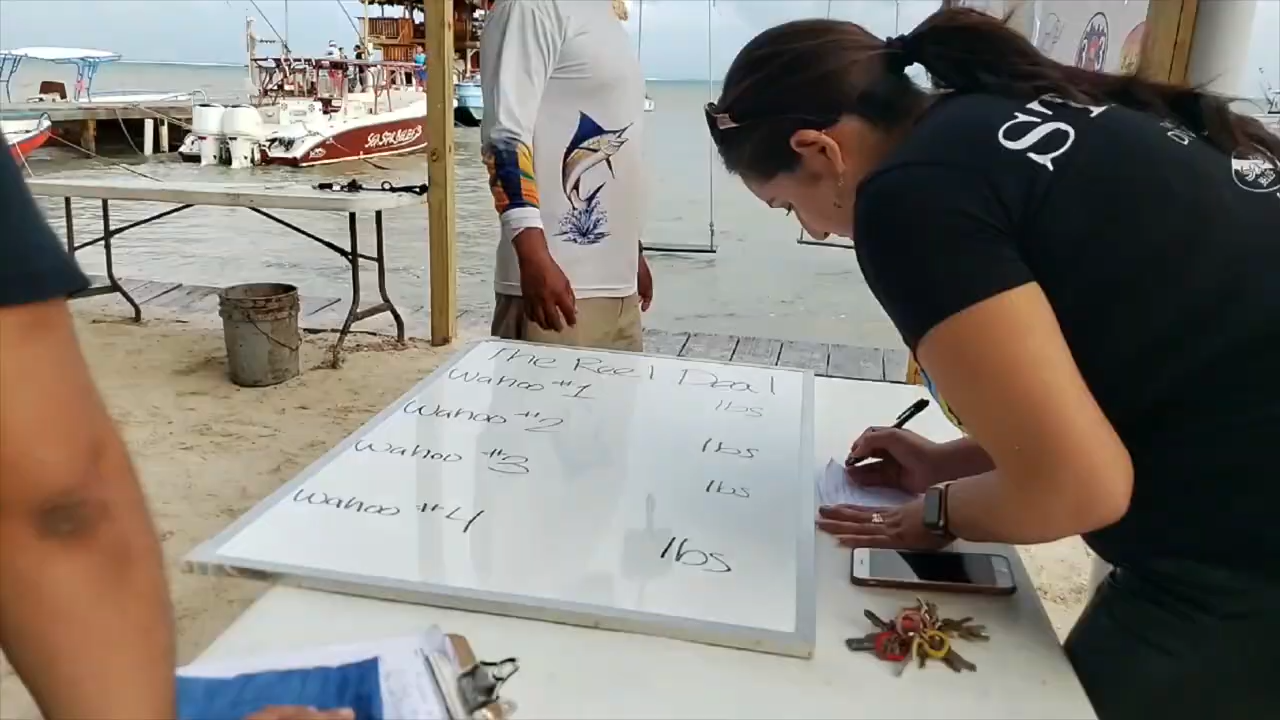 The Reel Deal
Wahoo #1 lbs
Wahoo #2 lbs
Wahoo #3 lbs
Wahoo #4 lbs